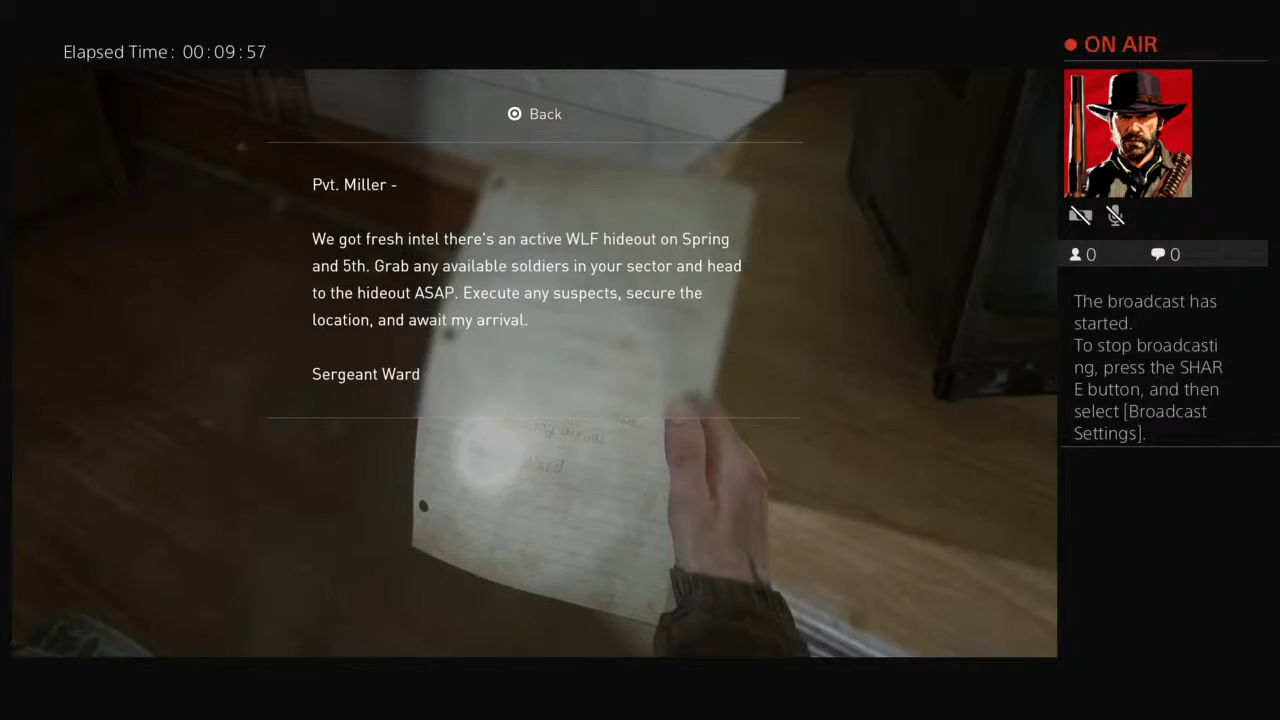 Elapsed Time: 00:09:57
ON AIR
Back
Pvt. Miller -
We got fresh intel there's an active WLF hideout on Spring
and 5th. Grab any available soldiers in your sector and head
to the hideout ASAP. Execute any suspects, secure the
location, and await my arrival.
Sergeant Ward
my arrival
Ward
0
0
The broadcast has
started.
To stop broadcasti
ng, press the SHAR
E button, and then
select [Broadcast
Settings].